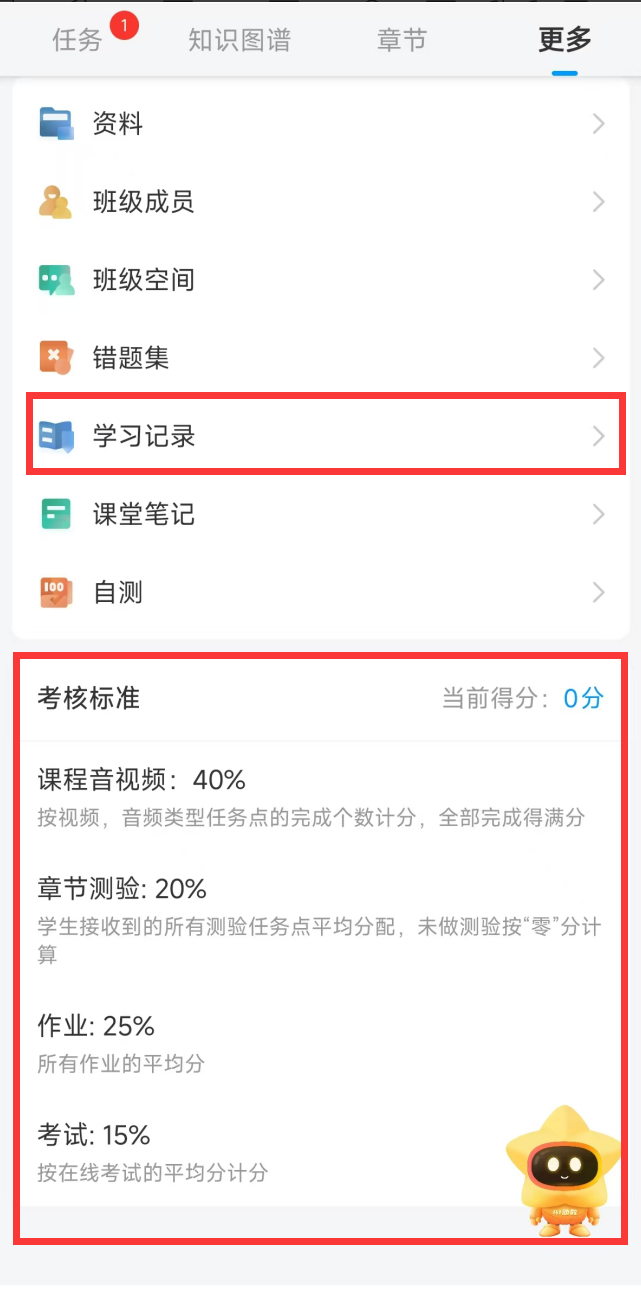 任务
1
知识图谱
章节
更多
资料
班级成员
班级空间
错题集
学习记录
课堂笔记
100
自测
考核标准
当前得分：0分
课程音视频：40%
按视频，音频类型任务点的完成个数计分，全部完成得满分
章节测验: 20%
学生接收到的所有测验任务点平均分配，未做测验按“零”分计
算
作业: 25%
所有作业的平均分
考试: 15%
按在线考试的平均分计分